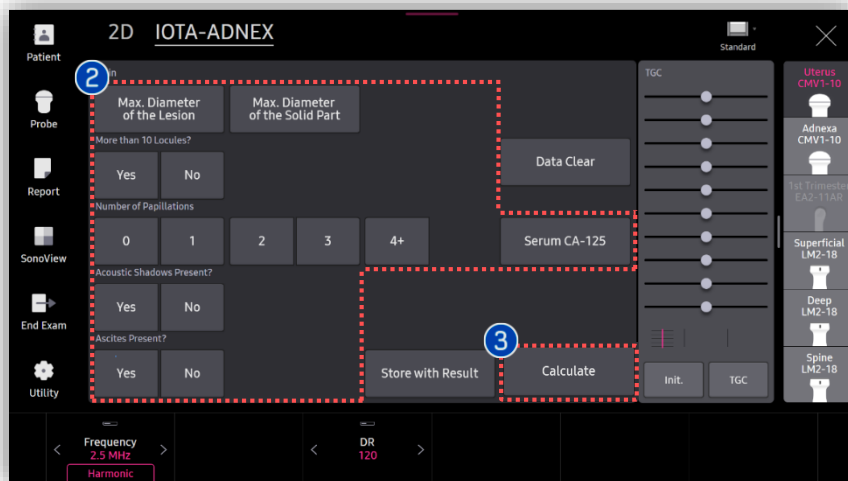 2D IOTA-ADNEX
Standard
Patient
Probe
Report
SonoView
End Exam
Utility
2
Max. Diameter
of the Lesion
Max. Diameter
of the Solid Part
More than 10 Locules?
Yes No
Data Clear
Number of Papillations
0 1 2 3 4+
Serum CA-125
Acoustic Shadows Present?
Yes No
Ascites Present?
Yes No
Store with Result
3
Calculate
TGC
Init. TGC
Uterus
CMV1-10
Adnexa
CMV1-10
1st Trimester
EA2-11AR
Superficial
LM2-18
Deep
LM2-18
Spine
LM2-18
< Frequency >
2.5 MHz
Harmonic
< DR >
120